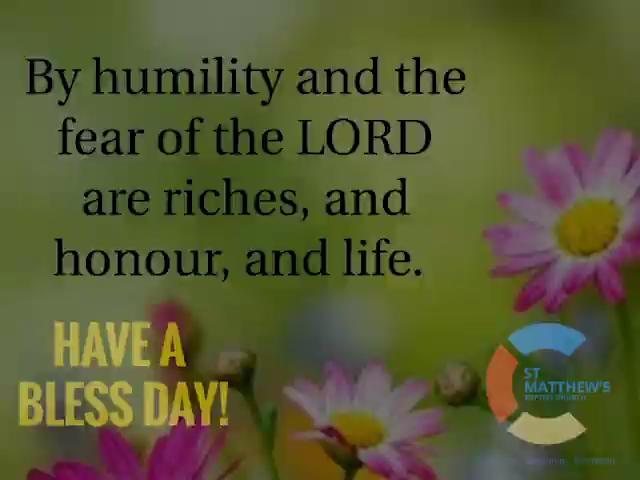 By humility and the
fear of the LORD
are riches, and
honour, and life.
HAVE A
BLESS DAY!
ST
MATTHEW'S
BAPTIST CHURCH